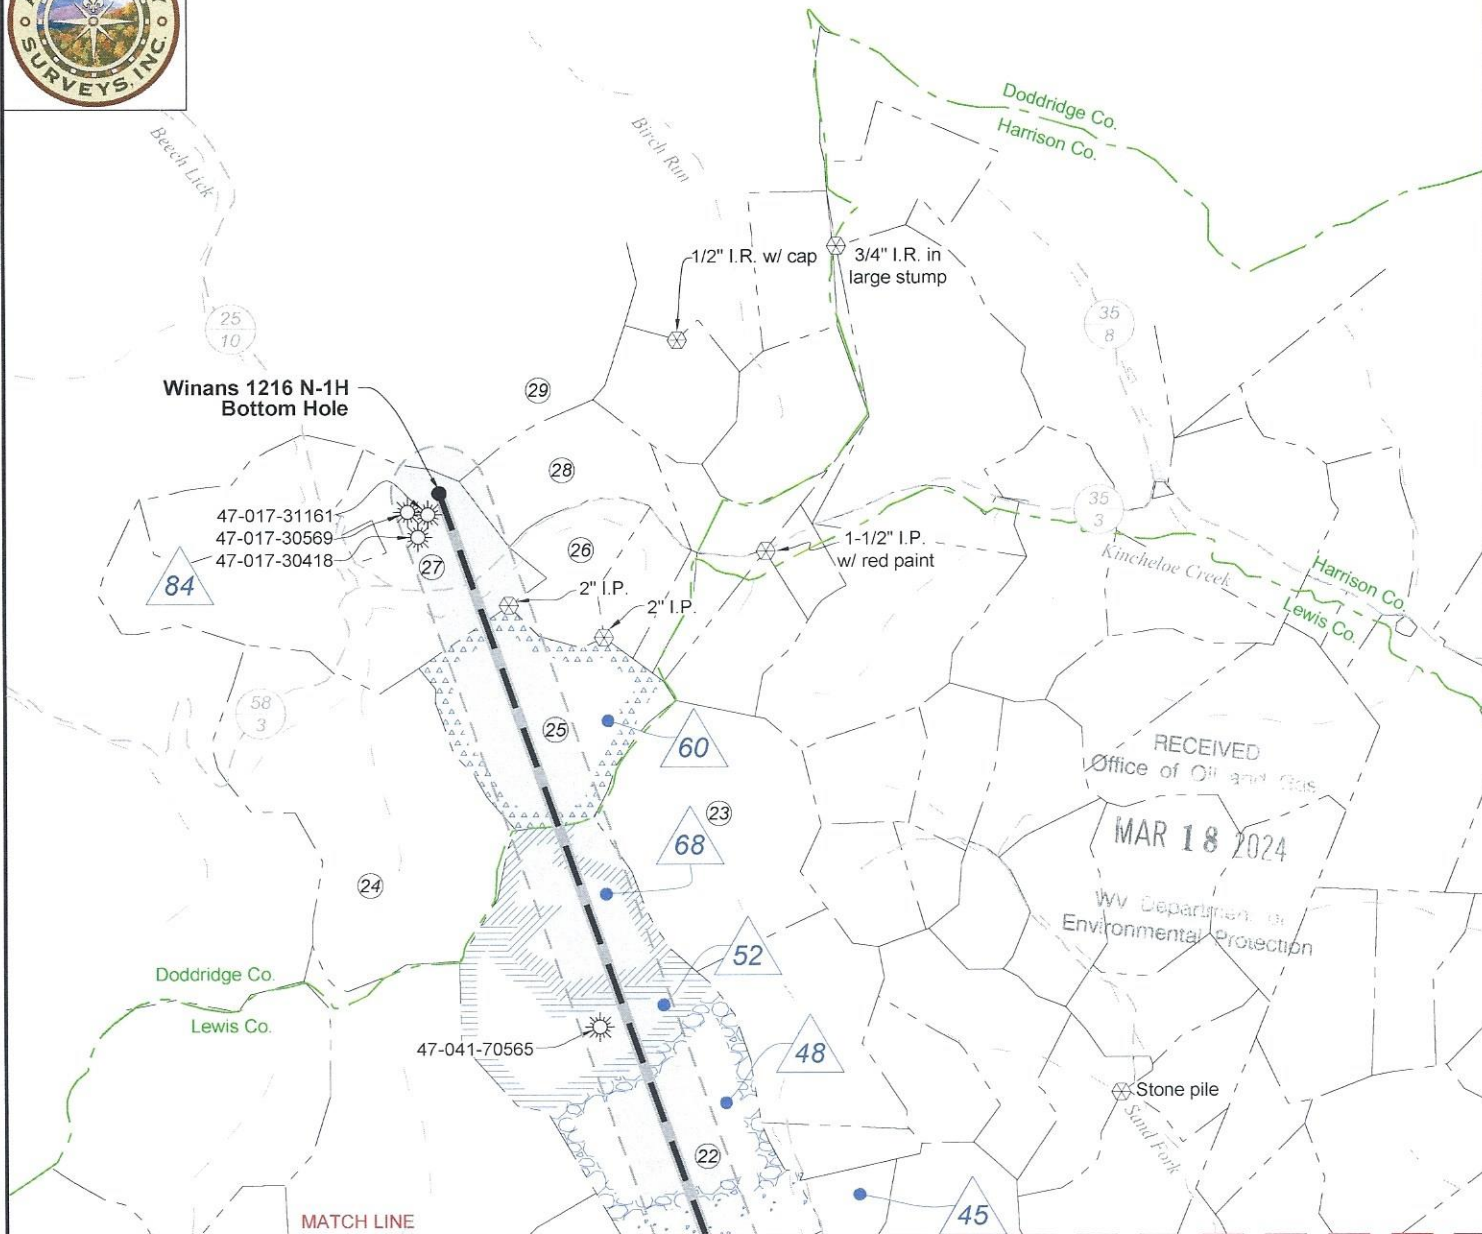 SURVEYS, INC.
Doddridge Co.
Harrison Co.
Beech Lick
Birch Run
1/2" I.R. w/ cap
3/4" I.R. in
large stump
25
10
35
8
Winans 1216 N-1H
Bottom Hole
29
28
47-017-31161
47-017-30569
47-017-30418
35
3
1-1/2" I.P.
w/ red paint
26
27
84
Kincheloe Creek
Harrison Co.
Lewis Co.
2" I.P.
2" I.P.
58
3
25
60
RECEIVED
Office of Oil and Gas
23
68
MAR 18 2024
24
WV Department of
Environmental Protection
52
Doddridge Co.
Lewis Co.
47-041-70565
48
Stone pile
Sand Fork
22
45
MATCH LINE